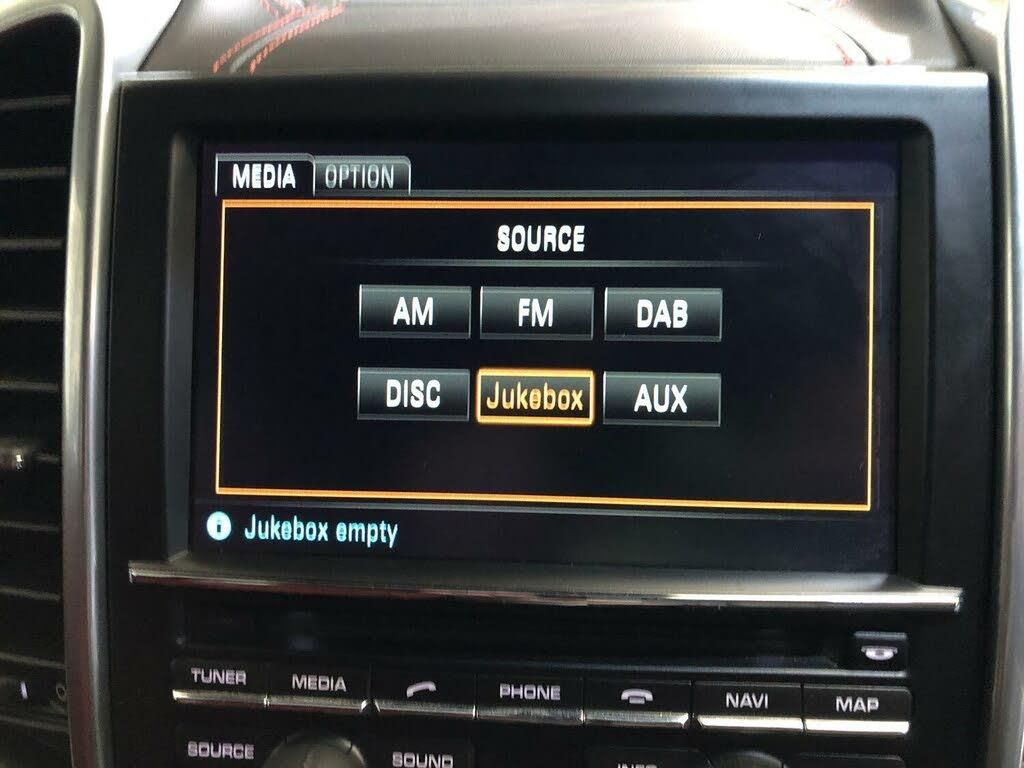 MEDIA OPTION
SOURCE
AM FM DAB
DISC Jukebox AUX
Jukebox empty
TUNER MEDIA PHONE NAVI MAP
SOURCE SOUND